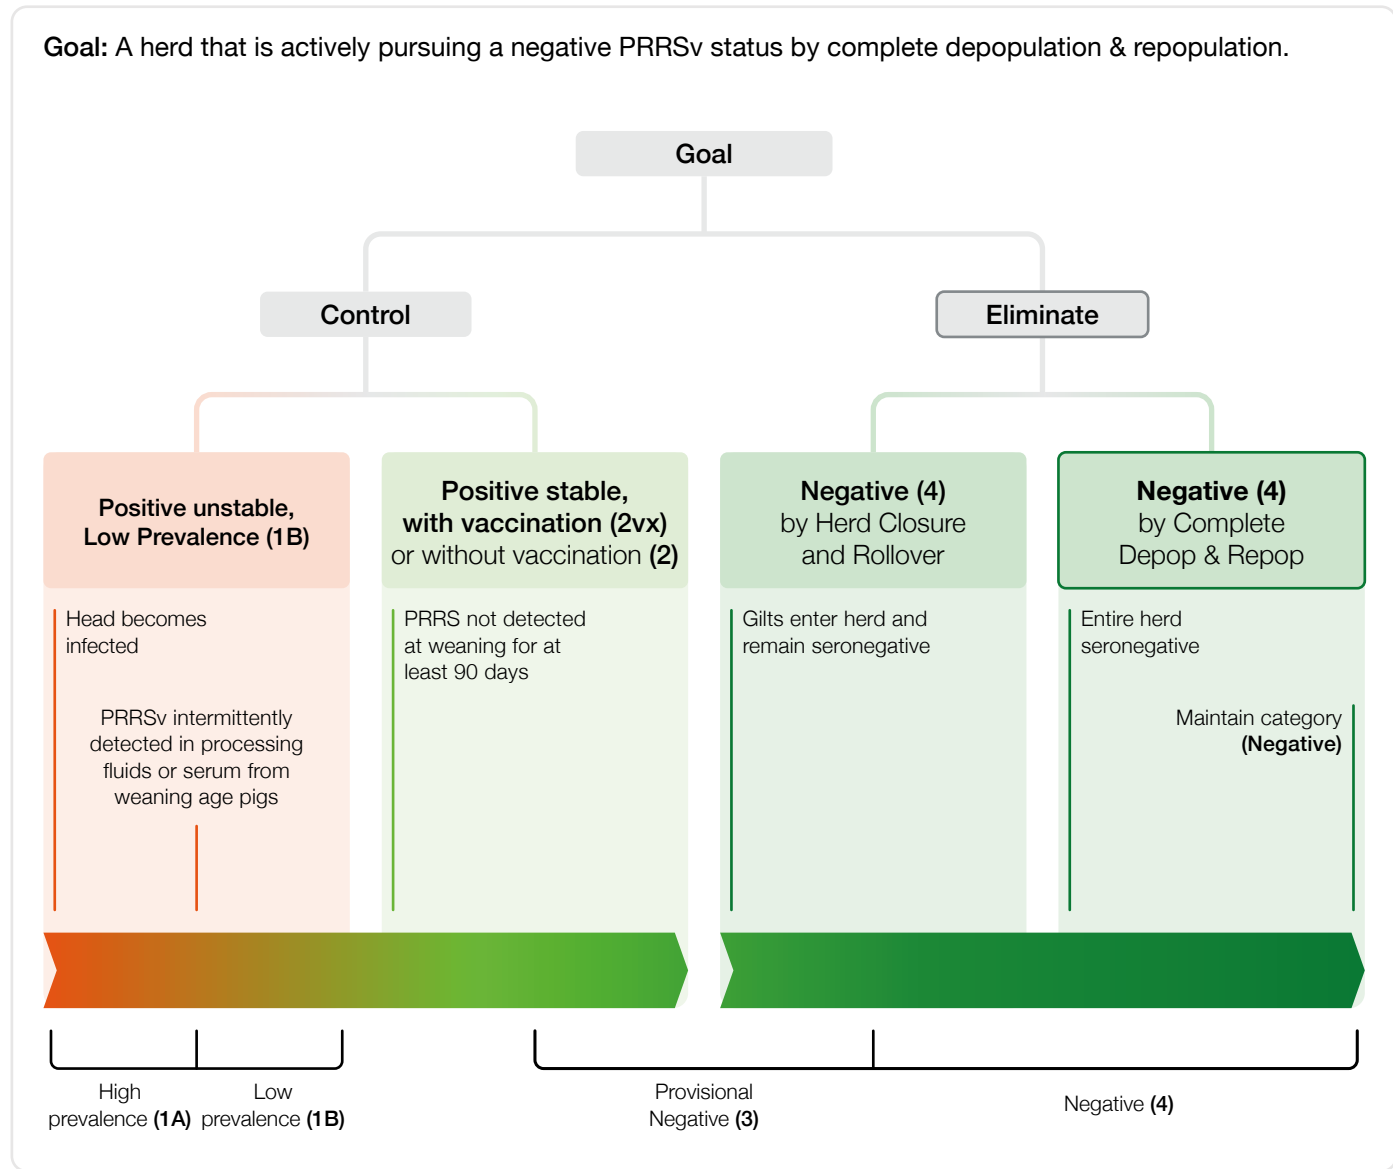 Goal: A herd that is actively pursuing a negative PRRSv status by complete depopulation & repopulation.
Goal
Control
Eliminate
Positive unstable,
Low Prevalence (1B)
Positive stable,
with vaccination (2vx)
or without vaccination (2)
Negative (4)
by Herd Closure
and Rollover
Negative (4)
by Complete
Depop & Repop
Head becomes
infected
PRRSv intermittently
detected in processing
fluids or serum from
weaning age pigs
PRRS not detected
at weaning for at
least 90 days
Gilts enter herd and
remain seronegative
Entire herd
seronegative
Maintain category
(Negative)
High
prevalence (1A)
Low
prevalence (1B)
Provisional
Negative (3)
Negative (4)